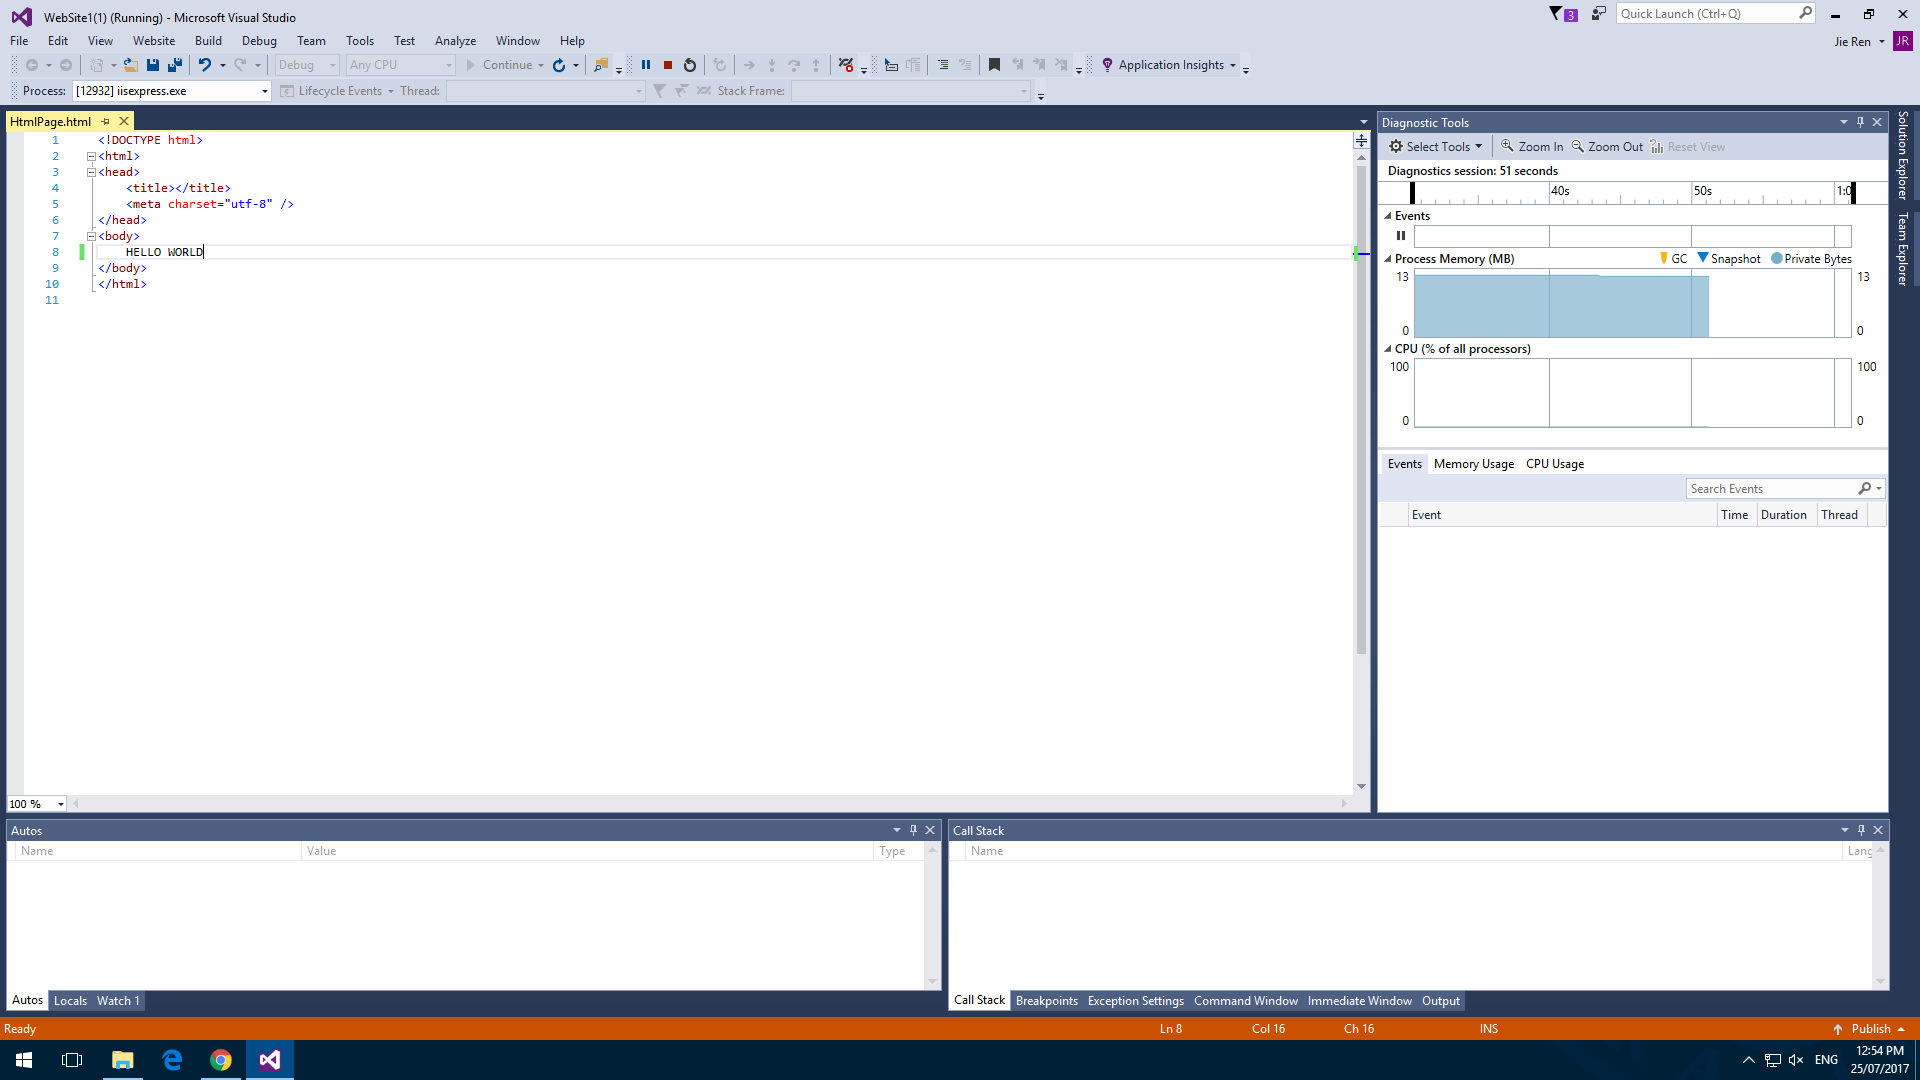 WebSite1(1) (Running) - Microsoft Visual Studio
3
Quick Launch (Ctrl+Q)
File Edit View Website Build Debug Team Tools Test Analyze Window Help
Jie Ren JR
Debug Any CPU Continue Application Insights
Process: [12932] iisexpress.exe Lifecycle Events Thread: Stack Frame:
HtmlPage.html
1 <!DOCTYPE html>
2 <html>
3 <head>
4 <title></title>
5 <meta charset="utf-8" />
6 </head>
7 <body>
8 HELLO WORLD
9 </body>
10 </html>
11
100 %
Diagnostic Tools
Select Tools Zoom In Zoom Out Reset View
Diagnostics session: 51 seconds
40s 50s 1:0
Events
Process Memory (MB) GC Snapshot Private Bytes
13 13
0 0
CPU (% of all processors)
100 100
0 0
Events Memory Usage CPU Usage
Search Events
Event Time Duration Thread
Solution Explorer
Team Explorer
Autos
Name Value Type
Autos Locals Watch 1
Call Stack
Name Lang
Call Stack Breakpoints Exception Settings Command Window Immediate Window Output
Ready Ln 8 Col 16 Ch 16 INS Publish
ENG
12:54 PM
25/07/2017